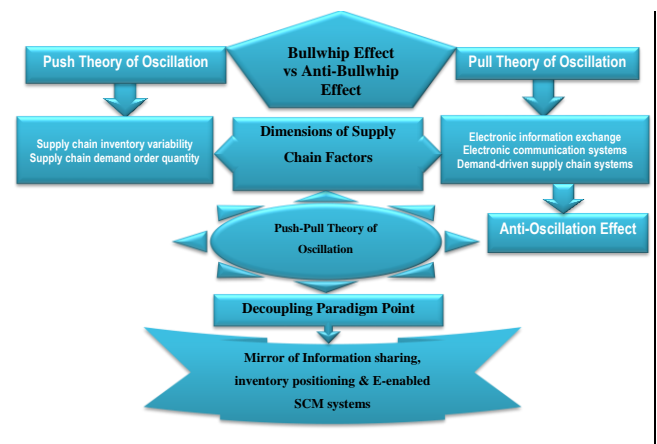 Push Theory of Oscillation
Bullwhip Effect
vs Anti-Bullwhip
Effect
Pull Theory of Oscillation
Supply chain inventory variability
Supply chain demand order quantity
Dimensions of Supply
Chain Factors
Electronic information exchange
Electronic communication systems
Demand-driven supply chain systems
Push-Pull Theory of
Oscillation
Anti-Oscillation Effect
Decoupling Paradigm Point
Mirror of Information sharing,
inventory positioning & E-enabled
SCM systems